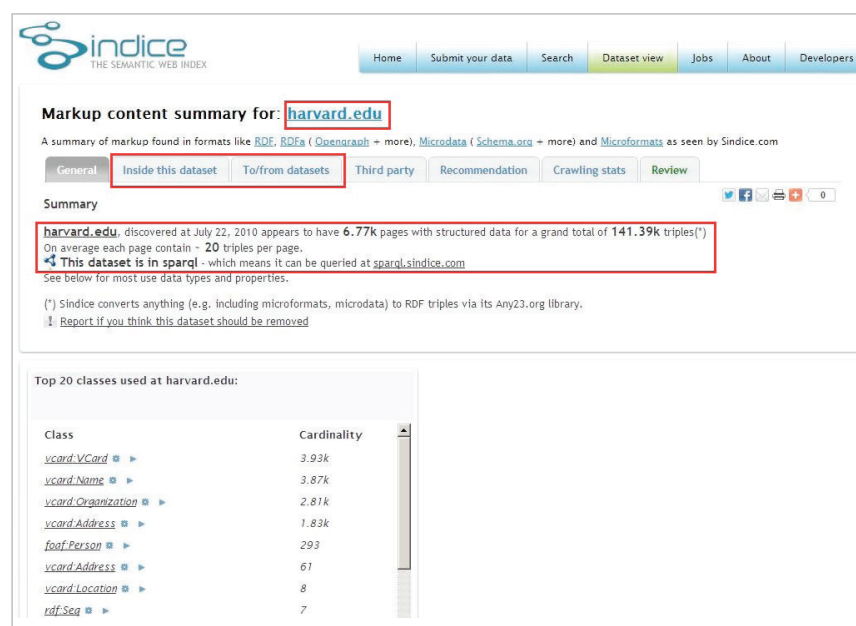 Sindice
THE SEMANTIC WEB INDEX
Home Submit your data Search Dataset view Jobs About Developers
Markup content summary for: harvard.edu
A summary of markup found in formats like RDF, RDFa ( Opengraph + more), Microdata ( Schema.org + more) and Microformats as seen by Sindice.com
General Inside this dataset To/from datasets Third party Recommendation Crawling stats Review
0
Summary
harvard.edu, discovered at July 22, 2010 appears to have 6.77k pages with structured data for a grand total of 141.39k triples(*)
On average each page contain ~ 20 triples per page.
This dataset is in sparql - which means it can be queried at sparql.sindice.com
See below for most use data types and properties.
(*) Sindice converts anything (e.g. including microformats, microdata) to RDF triples via its Any23.org library.
! Report if you think this dataset should be removed
Top 20 classes used at harvard.edu:
Class Cardinality
vcard:VCard 3.93k
vcard:Name 3.87k
vcard:Organization 2.81k
vcard:Address 1.83k
foaf:Person 293
vcard:Address 61
vcard:Location 8
rdf:Seq 7